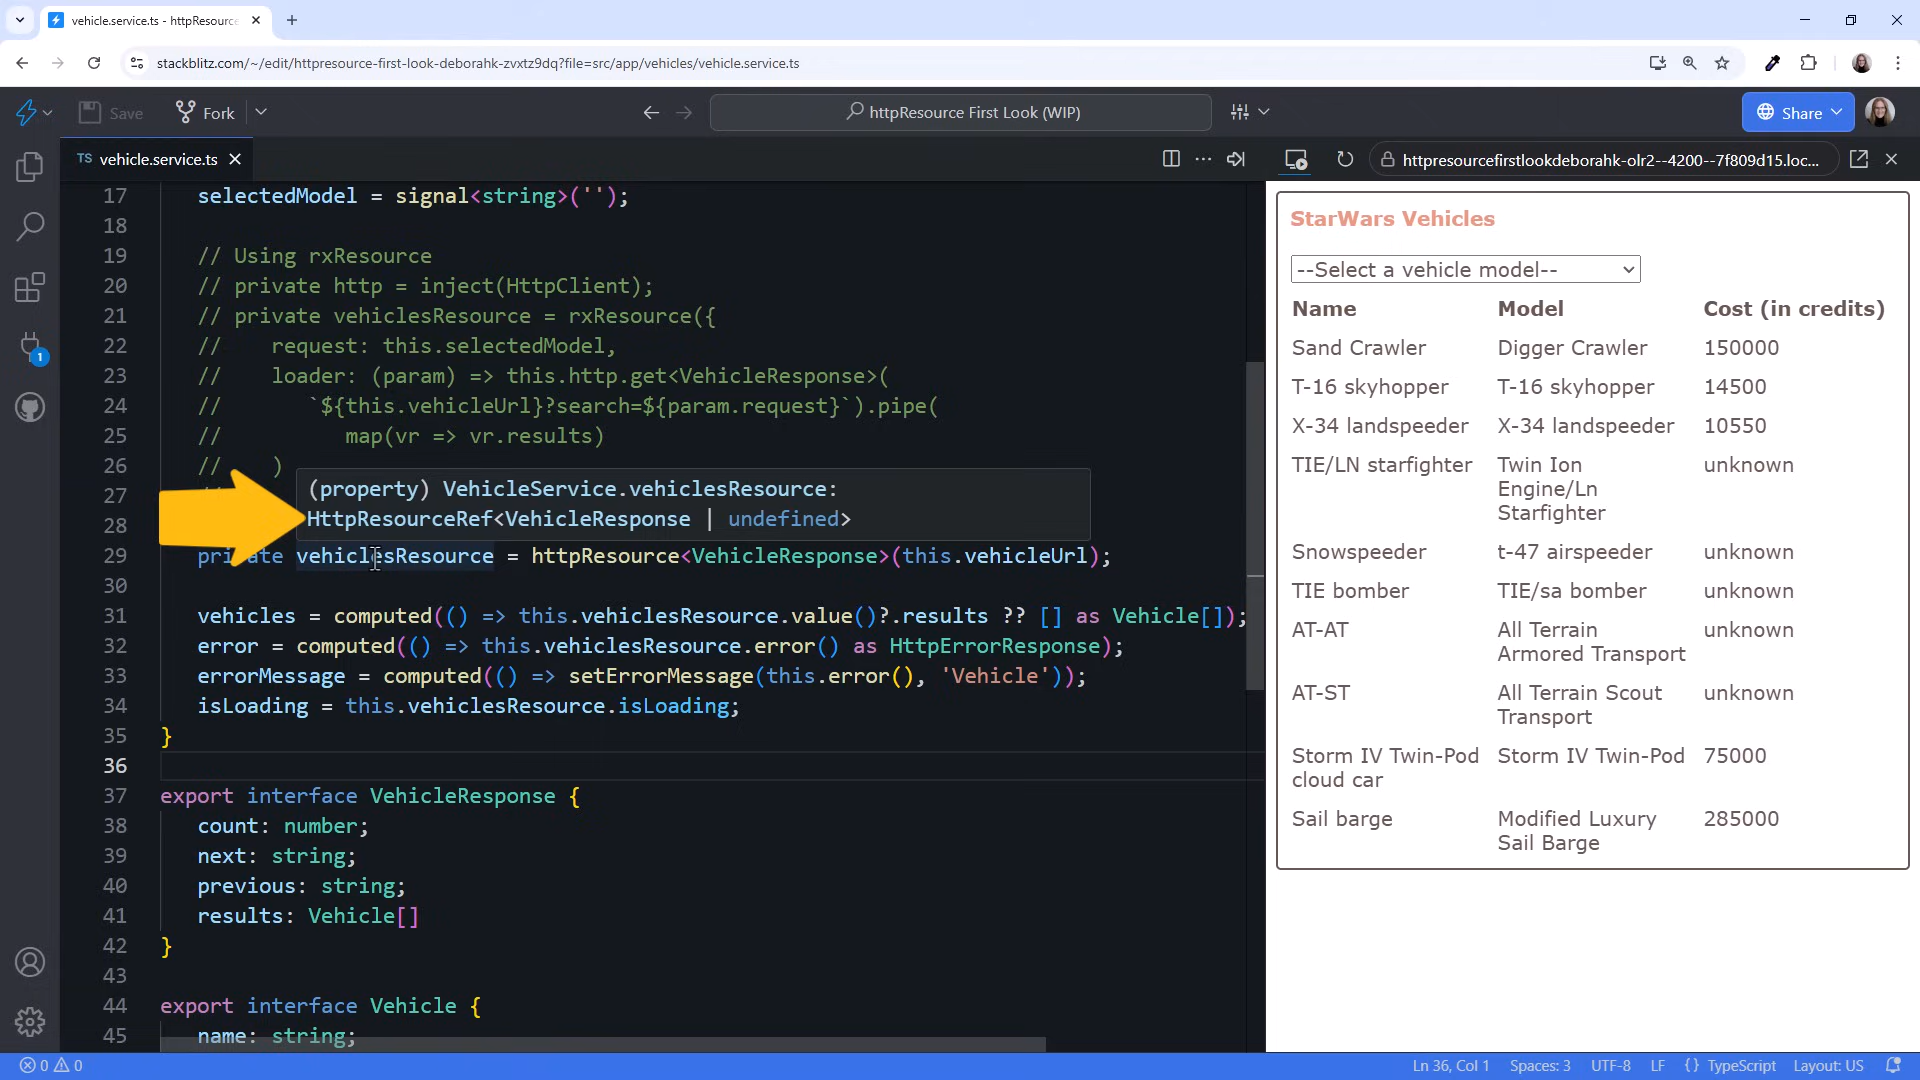 vehicle.service.ts - httpResource
stackblitz.com/~/edit/httpresource-first-look-deborahk-zvxtz9dq?file=src/app/vehicles/vehicle.service.ts
Save
Fork
httpResource First Look (WIP)
Share
TS vehicle.service.ts
httpresourcefirstlookdeborahk-olr2--4200--7f809d15.loc...
17 selectedModel = signal<string>('');
18
19 // Using rxResource
20 // private http = inject(HttpClient);
21 // private vehiclesResource = rxResource({
22 // request: this.selectedModel,
23 // loader: (param) => this.http.get<VehicleResponse>(
24 // `${this.vehicleUrl}?search=${param.request}`).pipe(
25 // map(vr => vr.results)
26 // )
27
(property) VehicleService.vehiclesResource:
28
HttpResourceRef<VehicleResponse | undefined>
29 private vehiclesResource = httpResource<VehicleResponse>(this.vehicleUrl);
30
31 vehicles = computed(() => this.vehiclesResource.value()?.results ?? [] as Vehicle[]);
32 error = computed(() => this.vehiclesResource.error() as HttpErrorResponse);
33 errorMessage = computed(() => setErrorMessage(this.error(), 'Vehicle'));
34 isLoading = this.vehiclesResource.isLoading;
35 }
36
37 export interface VehicleResponse {
38 count: number;
39 next: string;
40 previous: string;
41 results: Vehicle[]
42 }
43
44 export interface Vehicle {
45 name: string;
1
StarWars Vehicles
--Select a vehicle model--
Name Model Cost (in credits)
Sand Crawler Digger Crawler 150000
T-16 skyhopper T-16 skyhopper 14500
X-34 landspeeder X-34 landspeeder 10550
TIE/LN starfighter Twin Ion unknown
Engine/Ln
Starfighter
Snowspeeder t-47 airspeeder unknown
TIE bomber TIE/sa bomber unknown
AT-AT All Terrain unknown
Armored Transport
AT-ST All Terrain Scout unknown
Transport
Storm IV Twin-Pod Storm IV Twin-Pod 75000
cloud car
Sail barge Modified Luxury 285000
Sail Barge
0 0
Ln 36, Col 1 Spaces: 3 UTF-8 LF {} TypeScript Layout: US